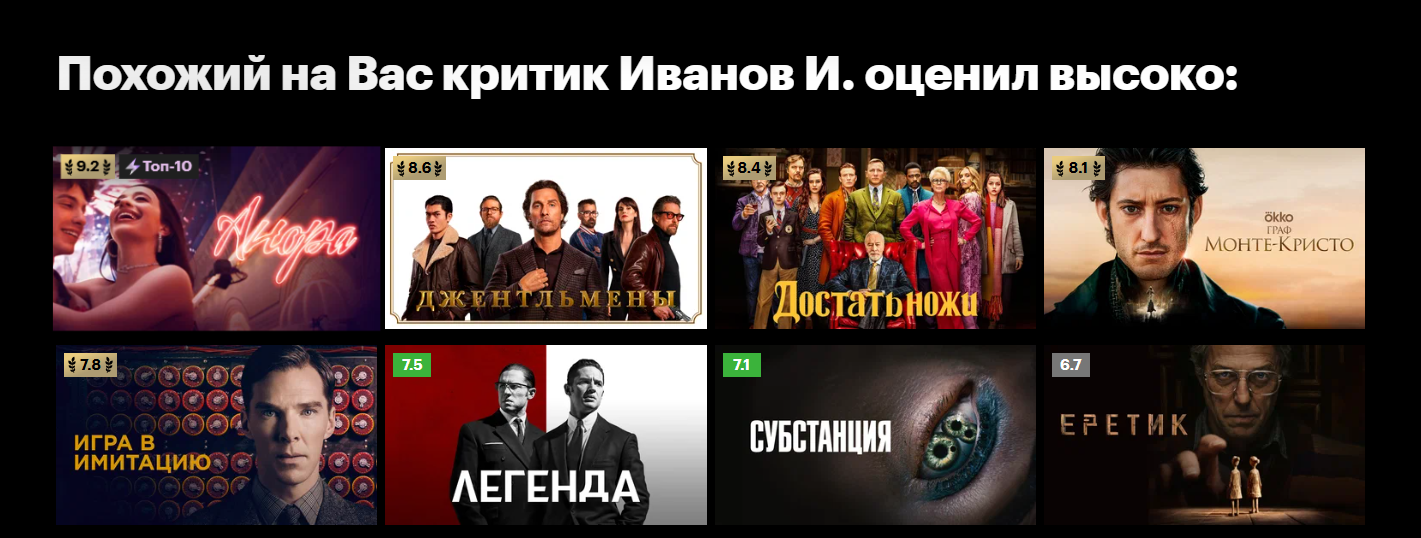 Похожий на Вас критик Иванов И. оценил высоко:
9.2
Топ-10
Анора
8.6
ДЖЕНТЛЬМЕНЫ
8.4
Достать ножи
8.1
ökko
ГРАФ
МОНТЕ-КРИСТО
7.8
ИГРА В
ИМИТАЦИЮ
7.5
ЛЕГЕНДА
7.1
СУБСТАНЦИЯ
6.7
ЕРЕТИК